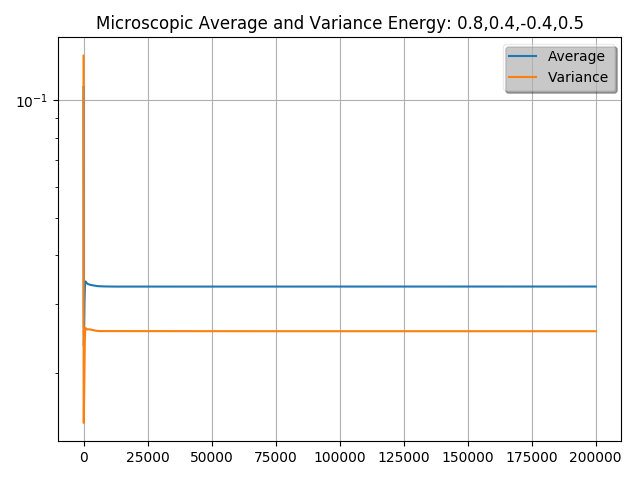 Microscopic Average and Variance Energy: 0.8,0.4,-0.4,0.5
Average
Variance
10⁻¹
0 25000 50000 75000 100000 125000 150000 175000 200000